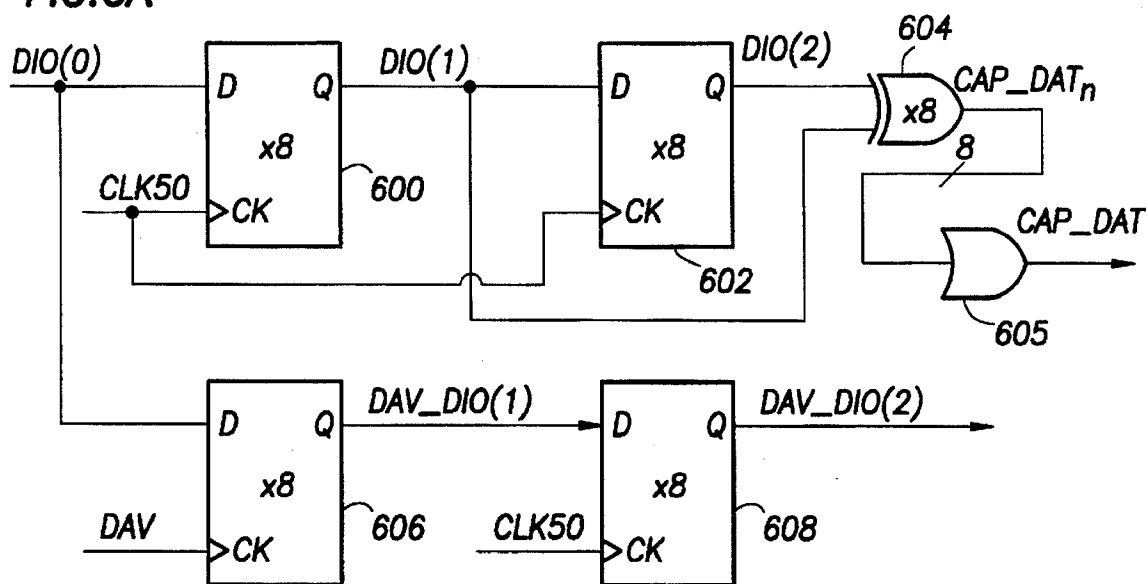 604
DIO(0) DIO(1) DIO(2) CAP_DATn
D Q D Q x8
x8 x8 8
CLK50 600
CK CK CAP_DAT
602
605
DAV_DIO(1) DAV_DIO(2)
D Q D Q
x8 x8
DAV 606 CLK50 608
CK CK